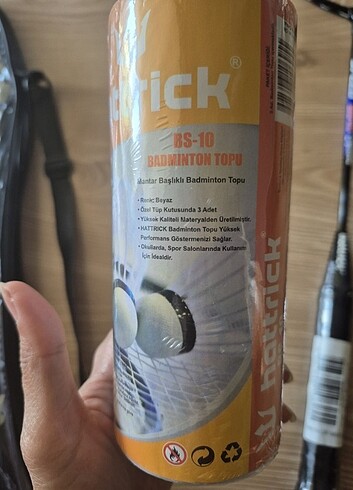 hattrick®
BS-10
BADMINTON TOPU
Mantar Başlıklı Badminton Topu
• Renk: Beyaz
• Özel Tüp Kutusunda 3 Adet
• Yüksek Kaliteli Materyalden Üretilmiştir.
• HATTRICK Badminton Topu Yüksek
Performans Göstermenizi Sağlar.
• Okullarda, Spor Salonlarında Kullanım
İçin İdealdir.
hattrick